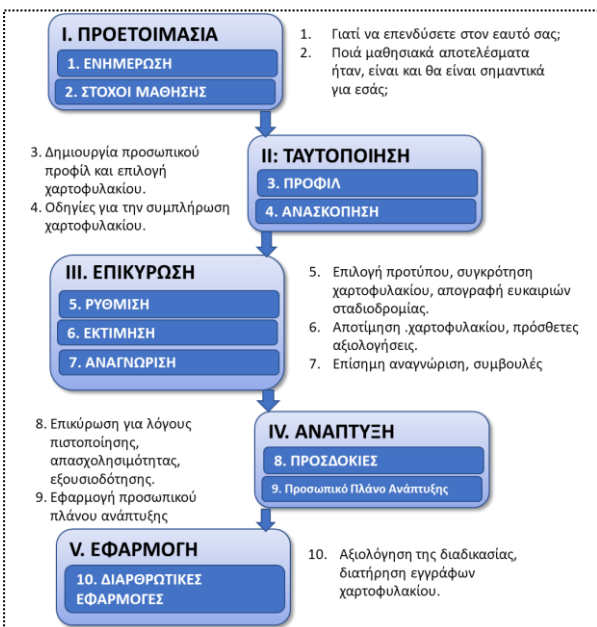 I. ΠΡΟΕΤΟΙΜΑΣΙΑ
1. ΕΝΗΜΕΡΩΣΗ
2. ΣΤΟΧΟΙ ΜΑΘΗΣΗΣ
1. Γιατί να επενδύσετε στον εαυτό σας;
2. Ποιά μαθησιακά αποτελέσματα
ήταν, είναι και θα είναι σημαντικά
για εσάς;
3. Δημιουργία προσωπικού
προφίλ και επιλογή
χαρτοφυλακίου.
4. Οδηγίες για την συμπλήρωση
χαρτοφυλακίου.
II: ΤΑΥΤΟΠΟΙΗΣΗ
3. ΠΡΟΦΙΛ
4. ΑΝΑΣΚΟΠΗΣΗ
III. ΕΠΙΚΥΡΩΣΗ
5. ΡΥΘΜΙΣΗ
6. ΕΚΤΙΜΗΣΗ
7. ΑΝΑΓΝΩΡΙΣΗ
5. Επιλογή προτύπου, συγκρότηση
χαρτοφυλακίου, απογραφή ευκαιριών
σταδιοδρομίας.
6. Αποτίμηση .χαρτοφυλακίου, πρόσθετες
αξιολογήσεις.
7. Επίσημη αναγνώριση, συμβουλές
8. Επικύρωση για λόγους
πιστοποίησης,
απασχολησιμότητας,
εξουσιοδότησης.
9. Εφαρμογή προσωπικού
πλάνου ανάπτυξης
IV. ΑΝΑΠΤΥΞΗ
8. ΠΡΟΣΔΟΚΙΕΣ
9. Προσωπικό Πλάνο Ανάπτυξης
V. ΕΦΑΡΜΟΓΗ
10. ΔΙΑΡΘΡΩΤΙΚΕΣ
ΕΦΑΡΜΟΓΕΣ
10. Αξιολόγηση της διαδικασίας,
διατήρηση εγγράφων
χαρτοφυλακίου.